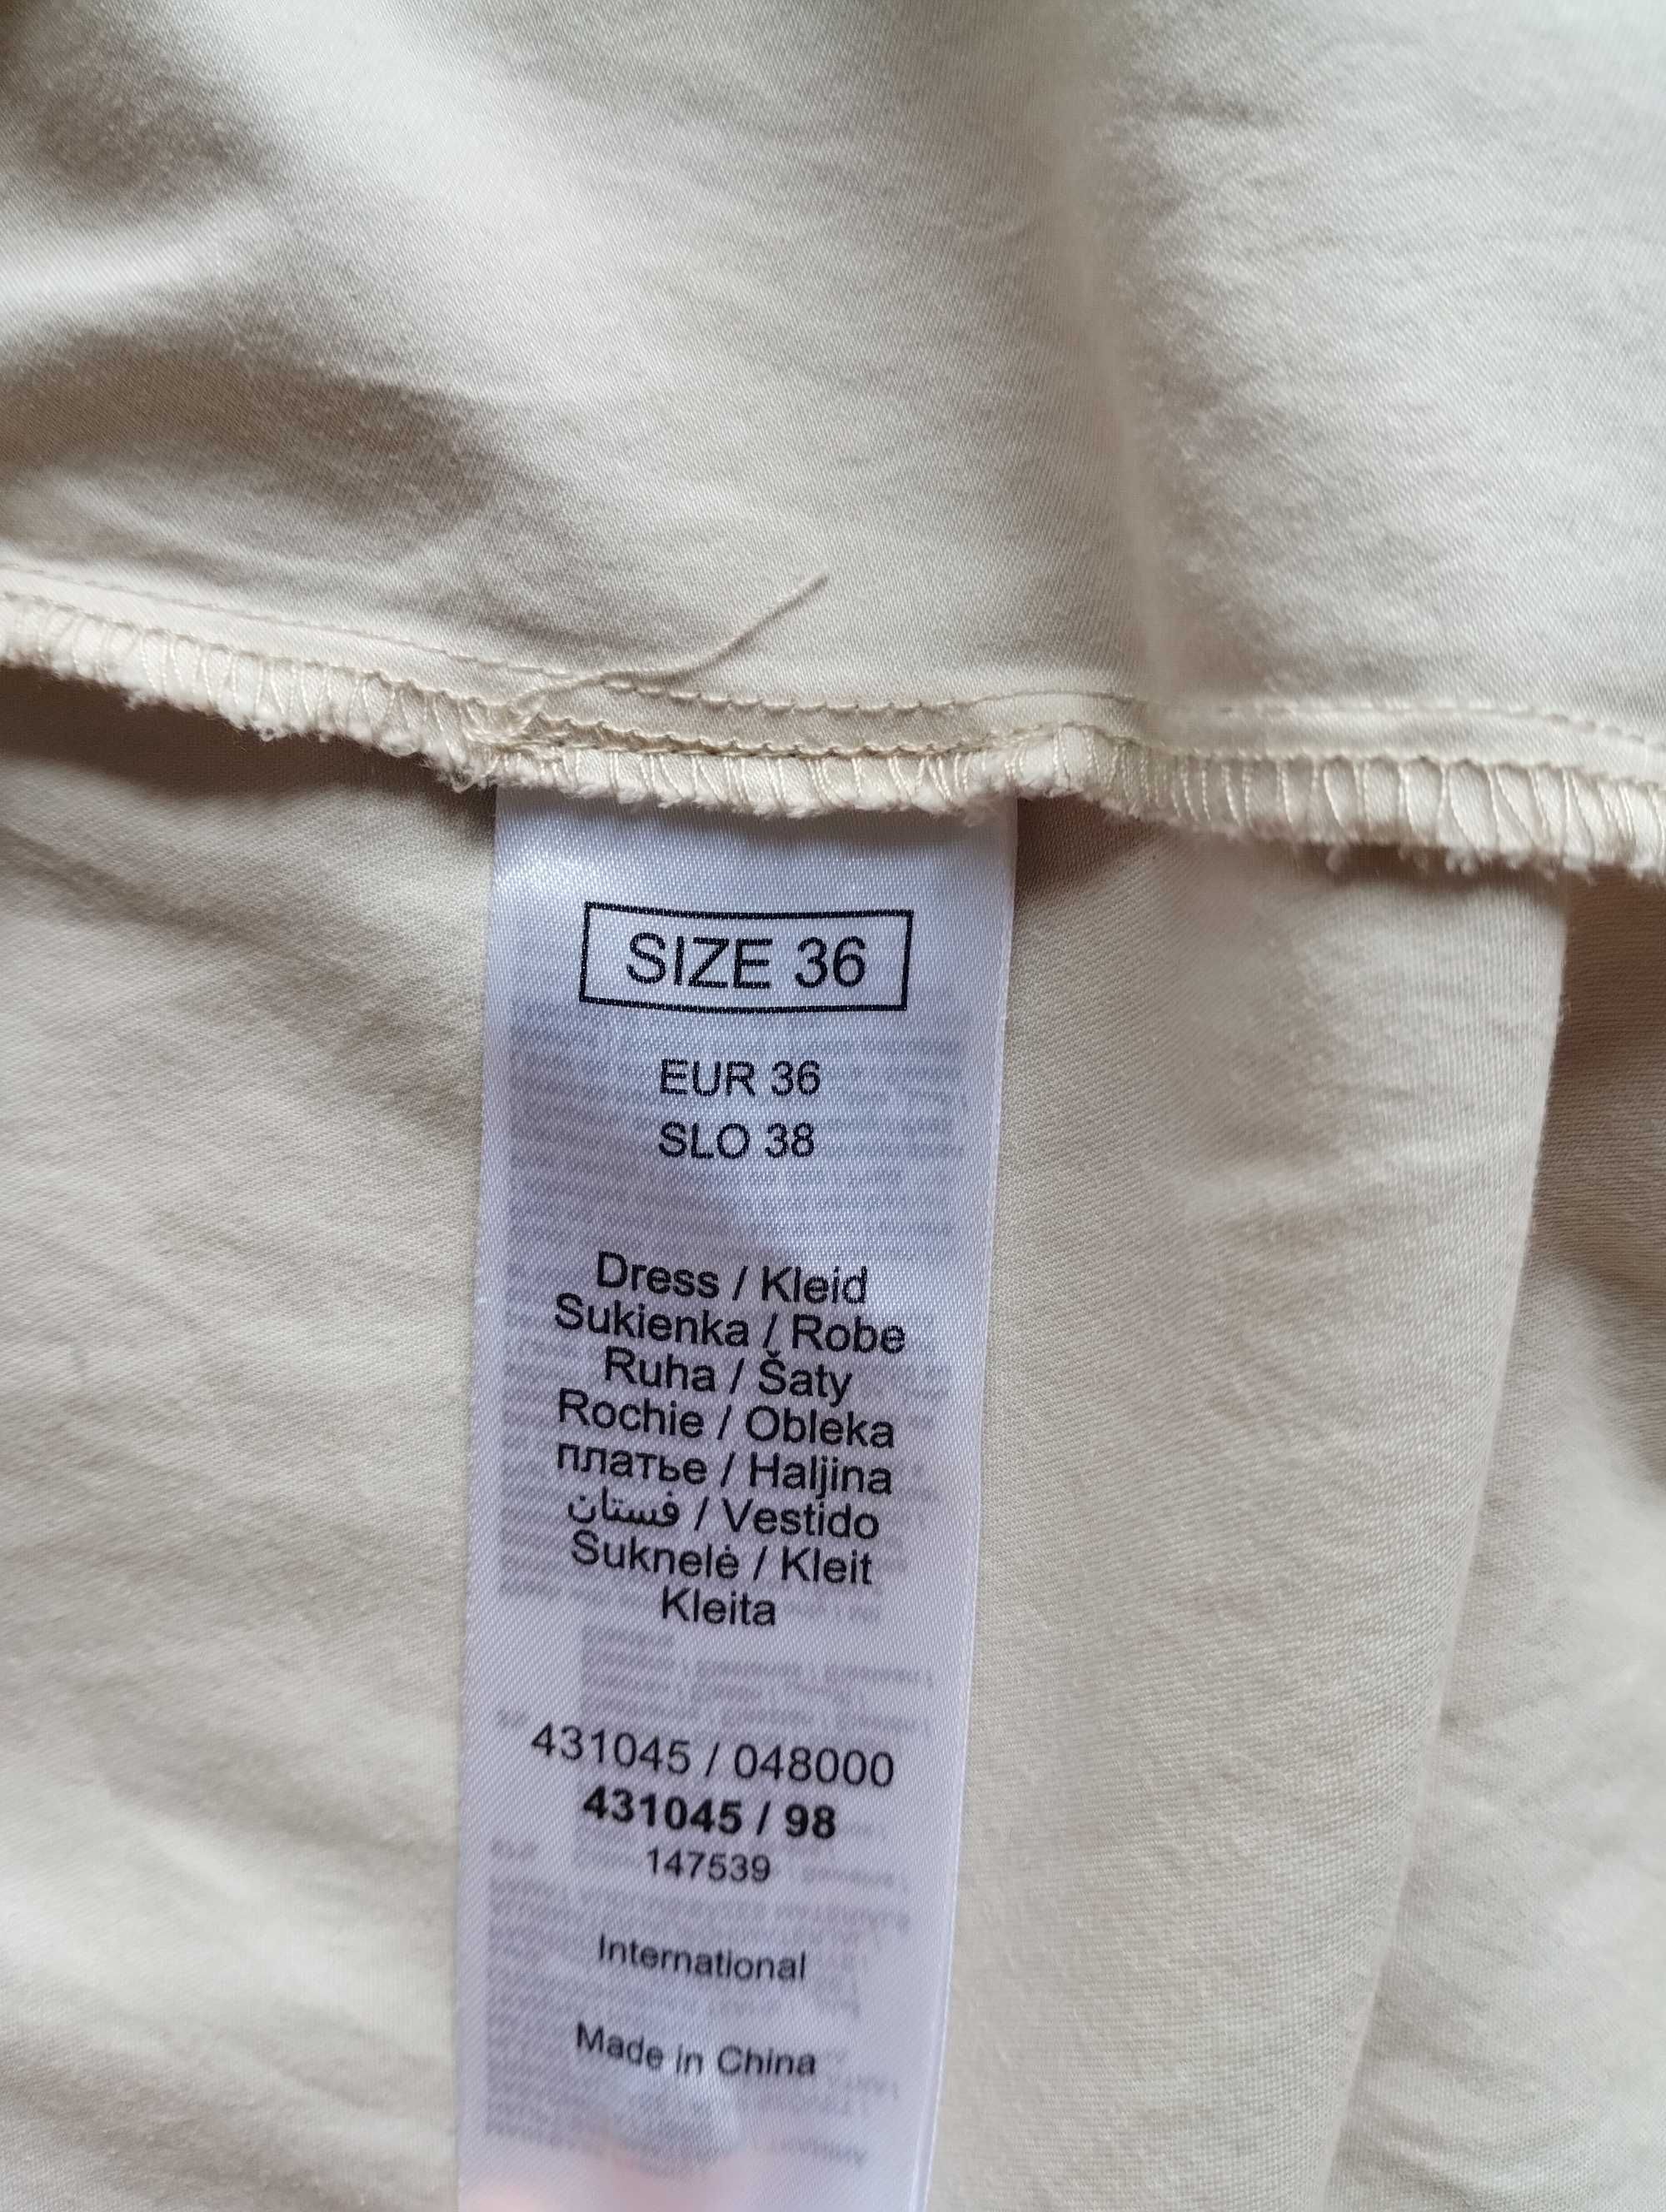 SIZE 36
EUR 36
SLO 38
Dress / Kleid
Sukienka / Robe
Ruha / Šaty
Rochie / Obleka
платье / Haljina
فستان / Vestido
Suknelė / Kleit
Kleita
431045 / 048000
431045 / 98
147539
International
Made in China